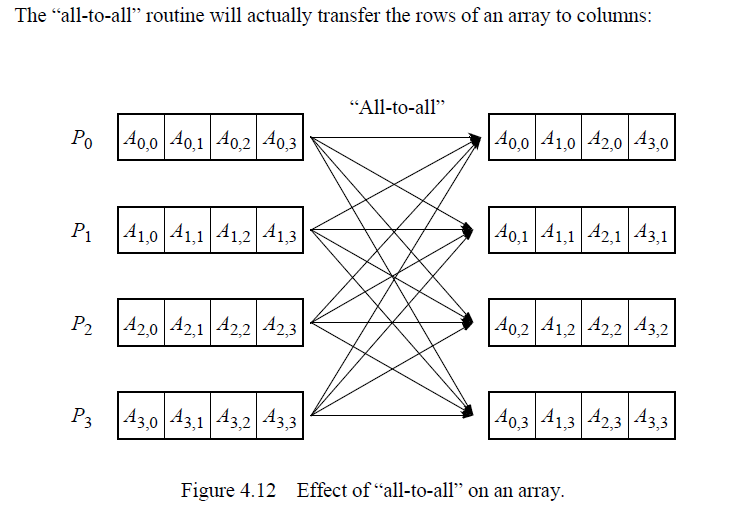 The “all-to-all” routine will actually transfer the rows of an array to columns:
“All-to-all”
P0 A0,0 A0,1 A0,2 A0,3 A0,0 A1,0 A2,0 A3,0
P1 A1,0 A1,1 A1,2 A1,3 A0,1 A1,1 A2,1 A3,1
P2 A2,0 A2,1 A2,2 A2,3 A0,2 A1,2 A2,2 A3,2
P3 A3,0 A3,1 A3,2 A3,3 A0,3 A1,3 A2,3 A3,3
Figure 4.12 Effect of “all-to-all” on an array.